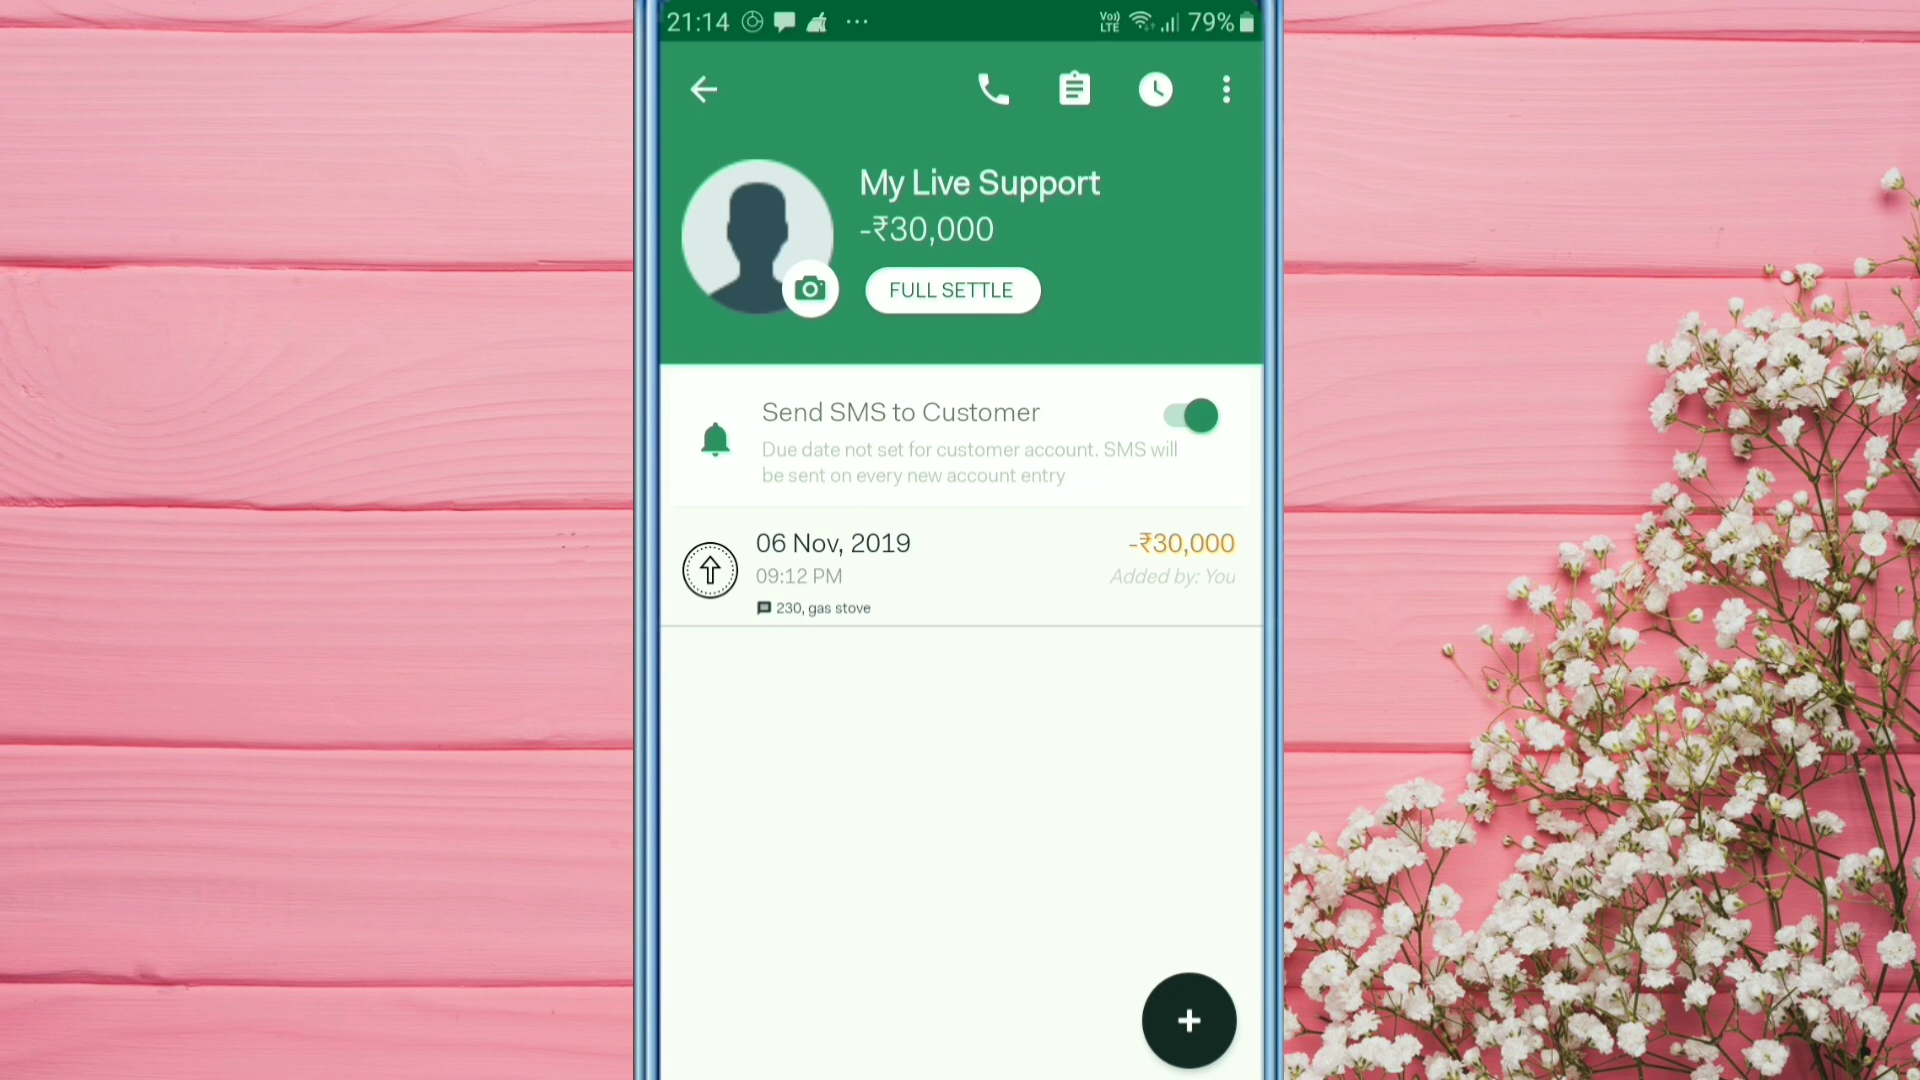 21:14 79%
Vo)) LTE
My Live Support
-₹30,000
FULL SETTLE
Send SMS to Customer
Due date not set for customer account. SMS will
be sent on every new account entry
06 Nov, 2019 -₹30,000
09:12 PM Added by: You
230, gas stove